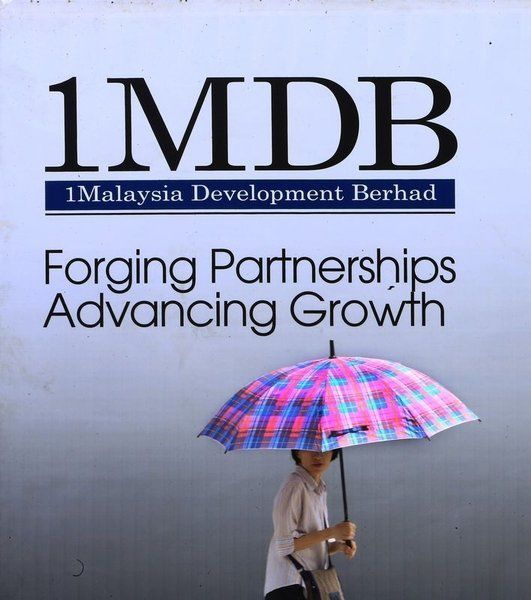 1MDB
1Malaysia Development Berhad
Forging Partnerships
Advancing Growth